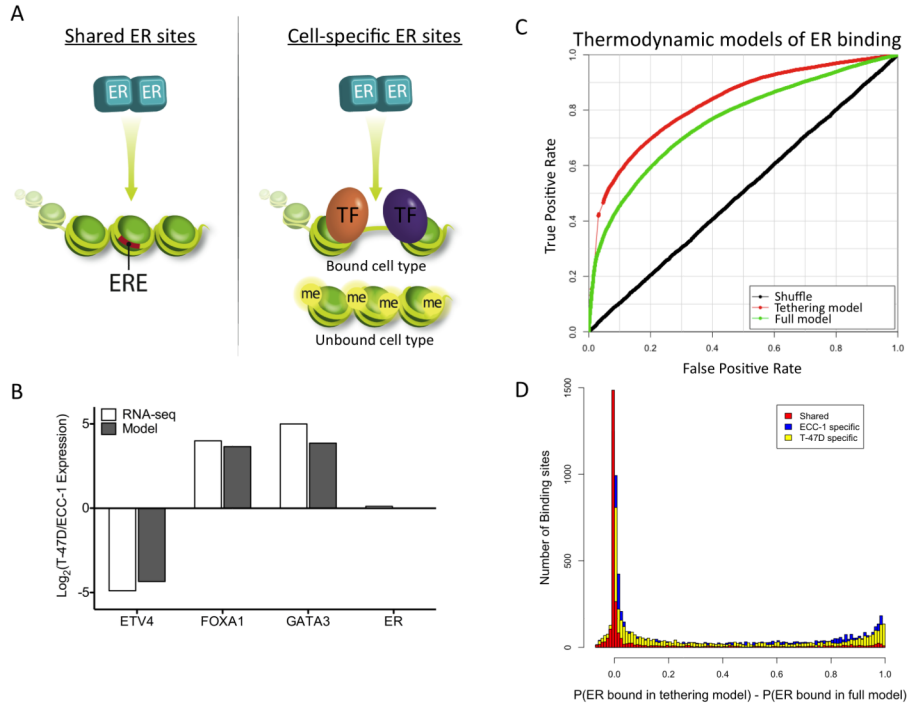 A
Shared ER sites
Cell-specific ER sites
ER ER
ER ER
TF TF
ERE
Bound cell type
me me me me
Unbound cell type
B
RNA-seq
Model
Log2(T-47D/ECC-1 Expression)
5
0
-5
ETV4 FOXA1 GATA3 ER
C
Thermodynamic models of ER binding
True Positive Rate
1.0
0.8
0.6
0.4
0.2
0.0
Shuffle
Tethering model
Full model
0.0 0.2 0.4 0.6 0.8 1.0
False Positive Rate
D
Number of Binding sites
1500
1000
500
0
Shared
ECC-1 specific
T-47D specific
0.0 0.2 0.4 0.6 0.8 1.0
P(ER bound in tethering model) - P(ER bound in full model)